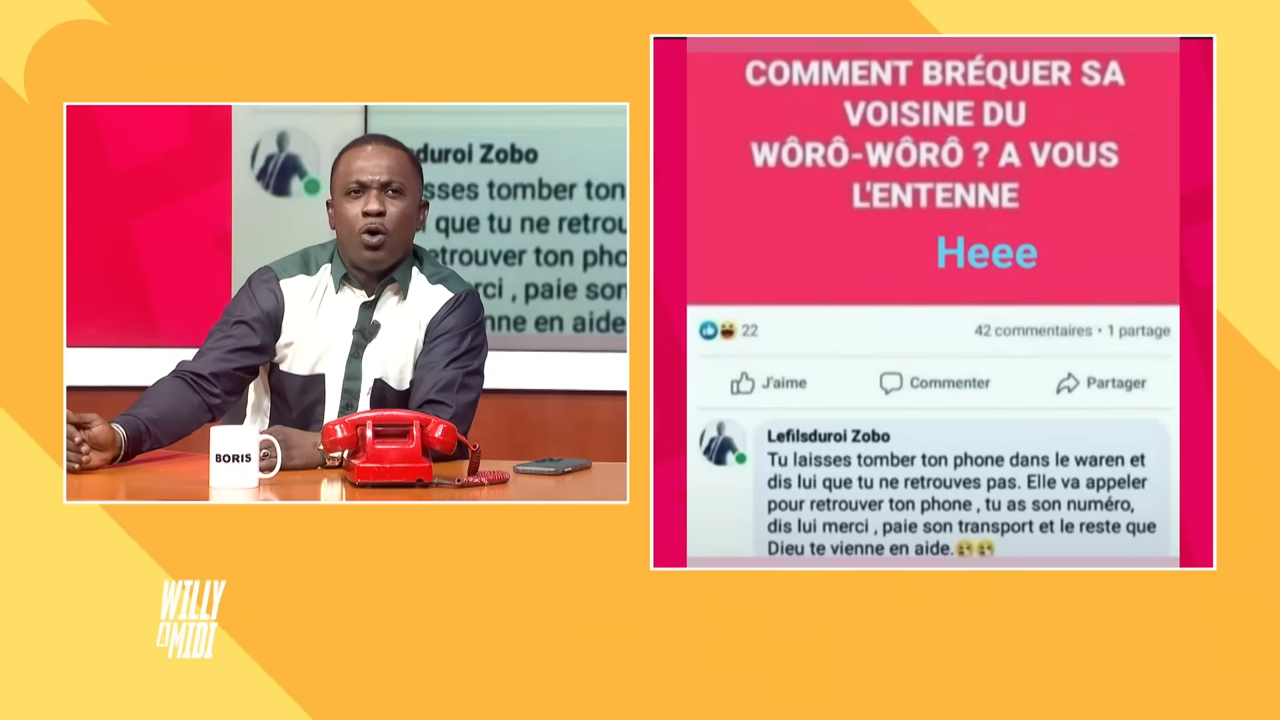 duroi Zobo
sses tomber ton
que tu ne retrou
etrouver ton pho
rci , paie son
nne en aide
BORIS
WILLY
À MIDI
COMMENT BRÉQUER SA
VOISINE DU
WÔRÔ-WÔRÔ ? A VOUS
L'ENTENNE
Heee
22
42 commentaires • 1 partage
J'aime
Commenter
Partager
Lefilsduroi Zobo
Tu laisses tomber ton phone dans le waren et
dis lui que tu ne retrouves pas. Elle va appeler
pour retrouver ton phone , tu as son numéro,
dis lui merci , paie son transport et le reste que
Dieu te vienne en aide.